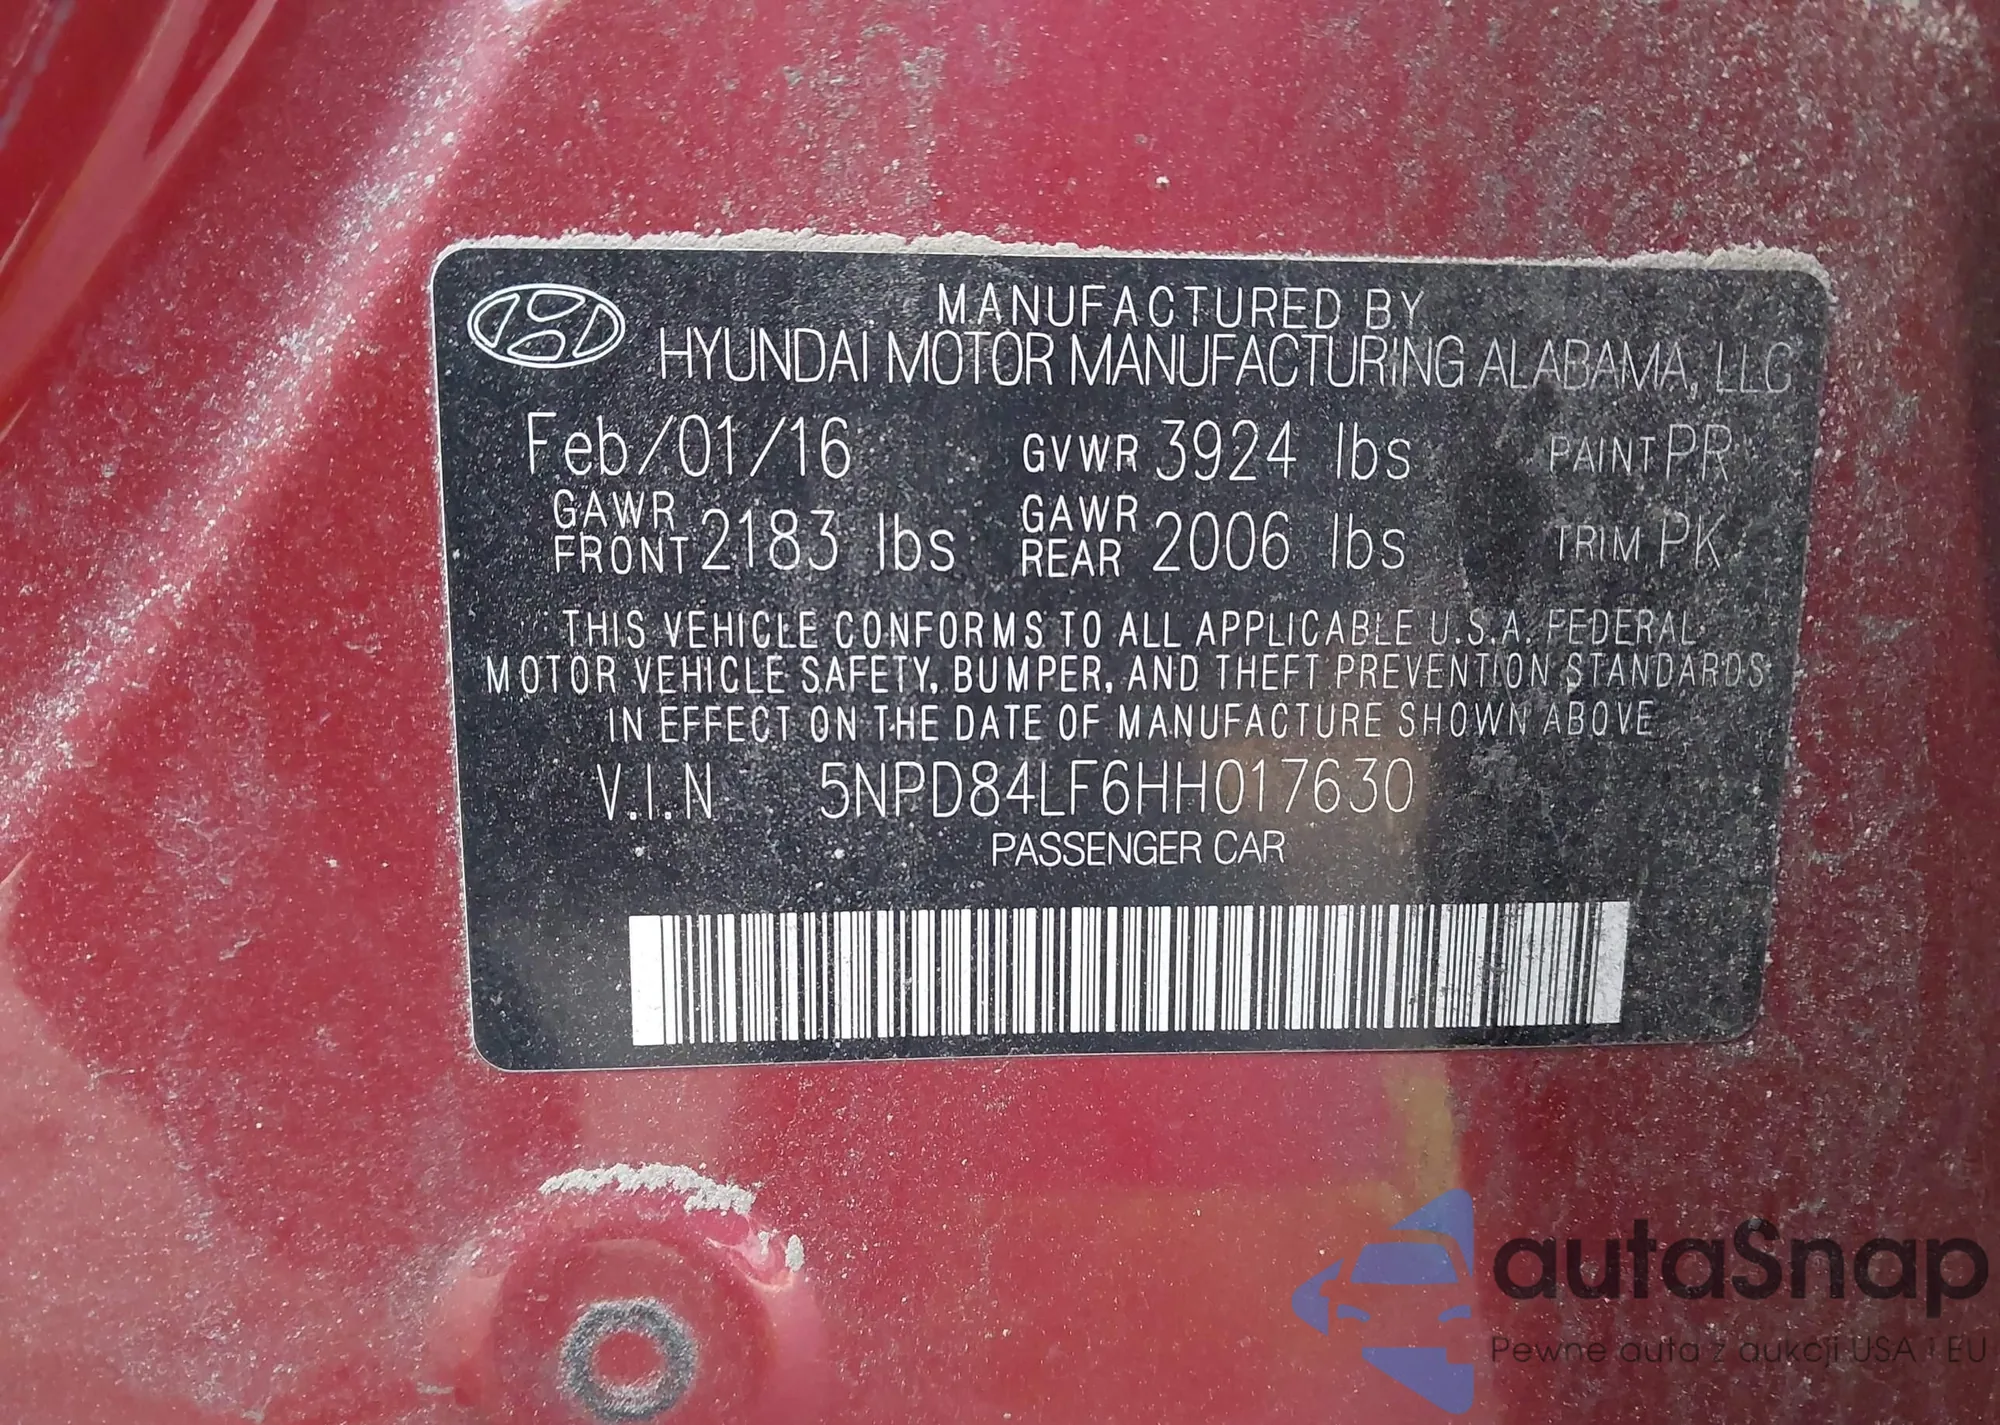 MANUFACTURED BY
HYUNDAI MOTOR MANUFACTURING ALABAMA, LLC
Feb/01/16 GVWR 3924 lbs PAINT PR
GAWR FRONT 2183 lbs GAWR REAR 2006 lbs TRIM PK
THIS VEHICLE CONFORMS TO ALL APPLICABLE U.S.A. FEDERAL
MOTOR VEHICLE SAFETY, BUMPER, AND THEFT PREVENTION STANDARDS
IN EFFECT ON THE DATE OF MANUFACTURE SHOWN ABOVE
V.I.N 5NPD84LF6HH017630
PASSENGER CAR
autaSnap
Pewne auta z aukcji USA i EU